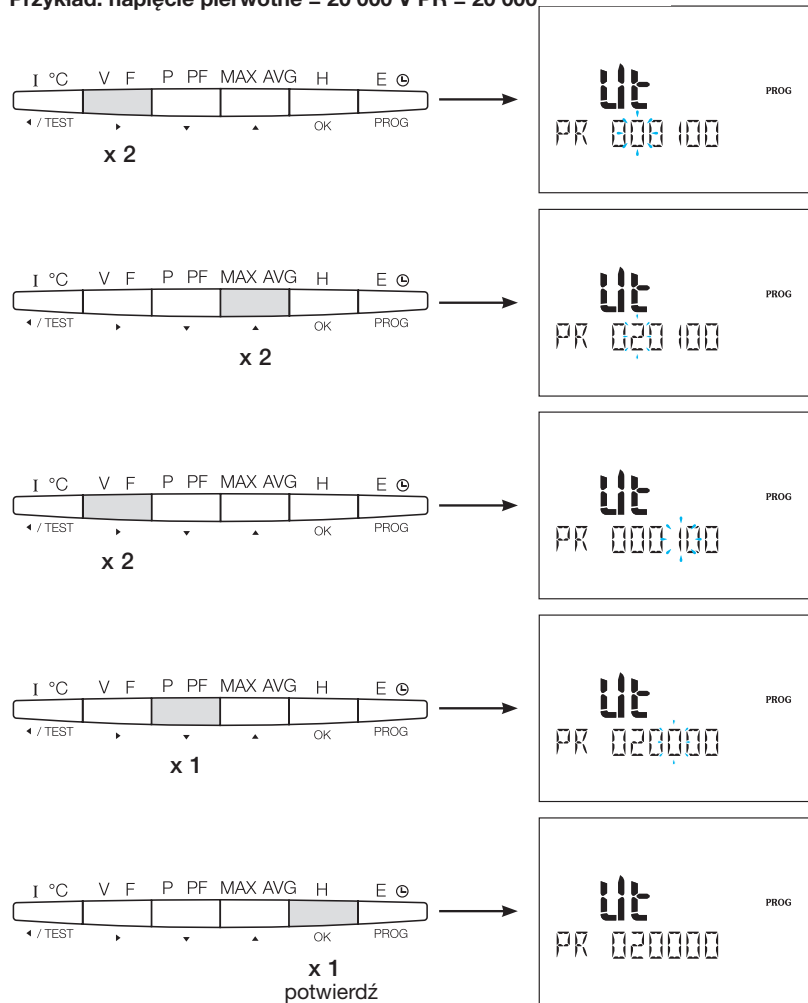 Przykład: napięcie pierwotne = 20 000 V PR = 20 000
I °C V F P PF MAX AVG H E
/ TEST OK PROG
x 2
Ut PROG
PR 000100
I °C V F P PF MAX AVG H E
/ TEST OK PROG
x 2
Ut PROG
PR 020100
I °C V F P PF MAX AVG H E
/ TEST OK PROG
x 2
Ut PROG
PR 000100
I °C V F P PF MAX AVG H E
/ TEST OK PROG
x 1
Ut PROG
PR 020000
I °C V F P PF MAX AVG H E
/ TEST OK PROG
x 1
potwierdź
Ut PROG
PR 020000